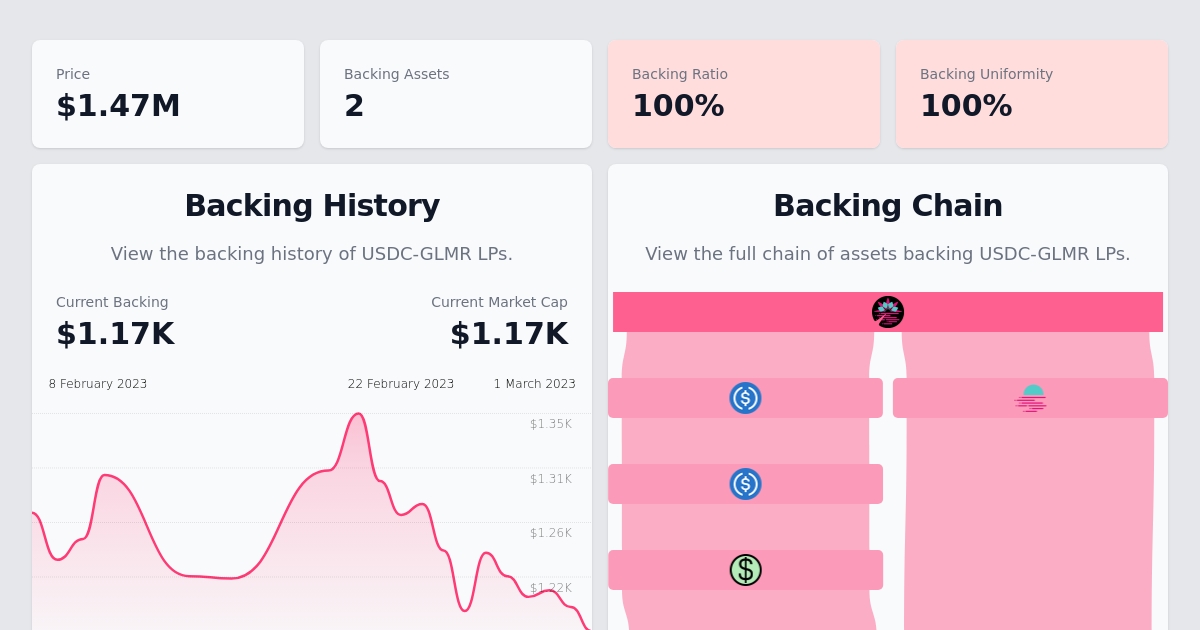 Price
$1.47M
Backing Assets
2
Backing Ratio
100%
Backing Uniformity
100%
Backing History
View the backing history of USDC-GLMR LPs.
Current Backing
$1.17K
Current Market Cap
$1.17K
8 February 2023
22 February 2023
1 March 2023
$1.35K
$1.31K
$1.26K
$1.22K
Backing Chain
View the full chain of assets backing USDC-GLMR LPs.
$
$
$